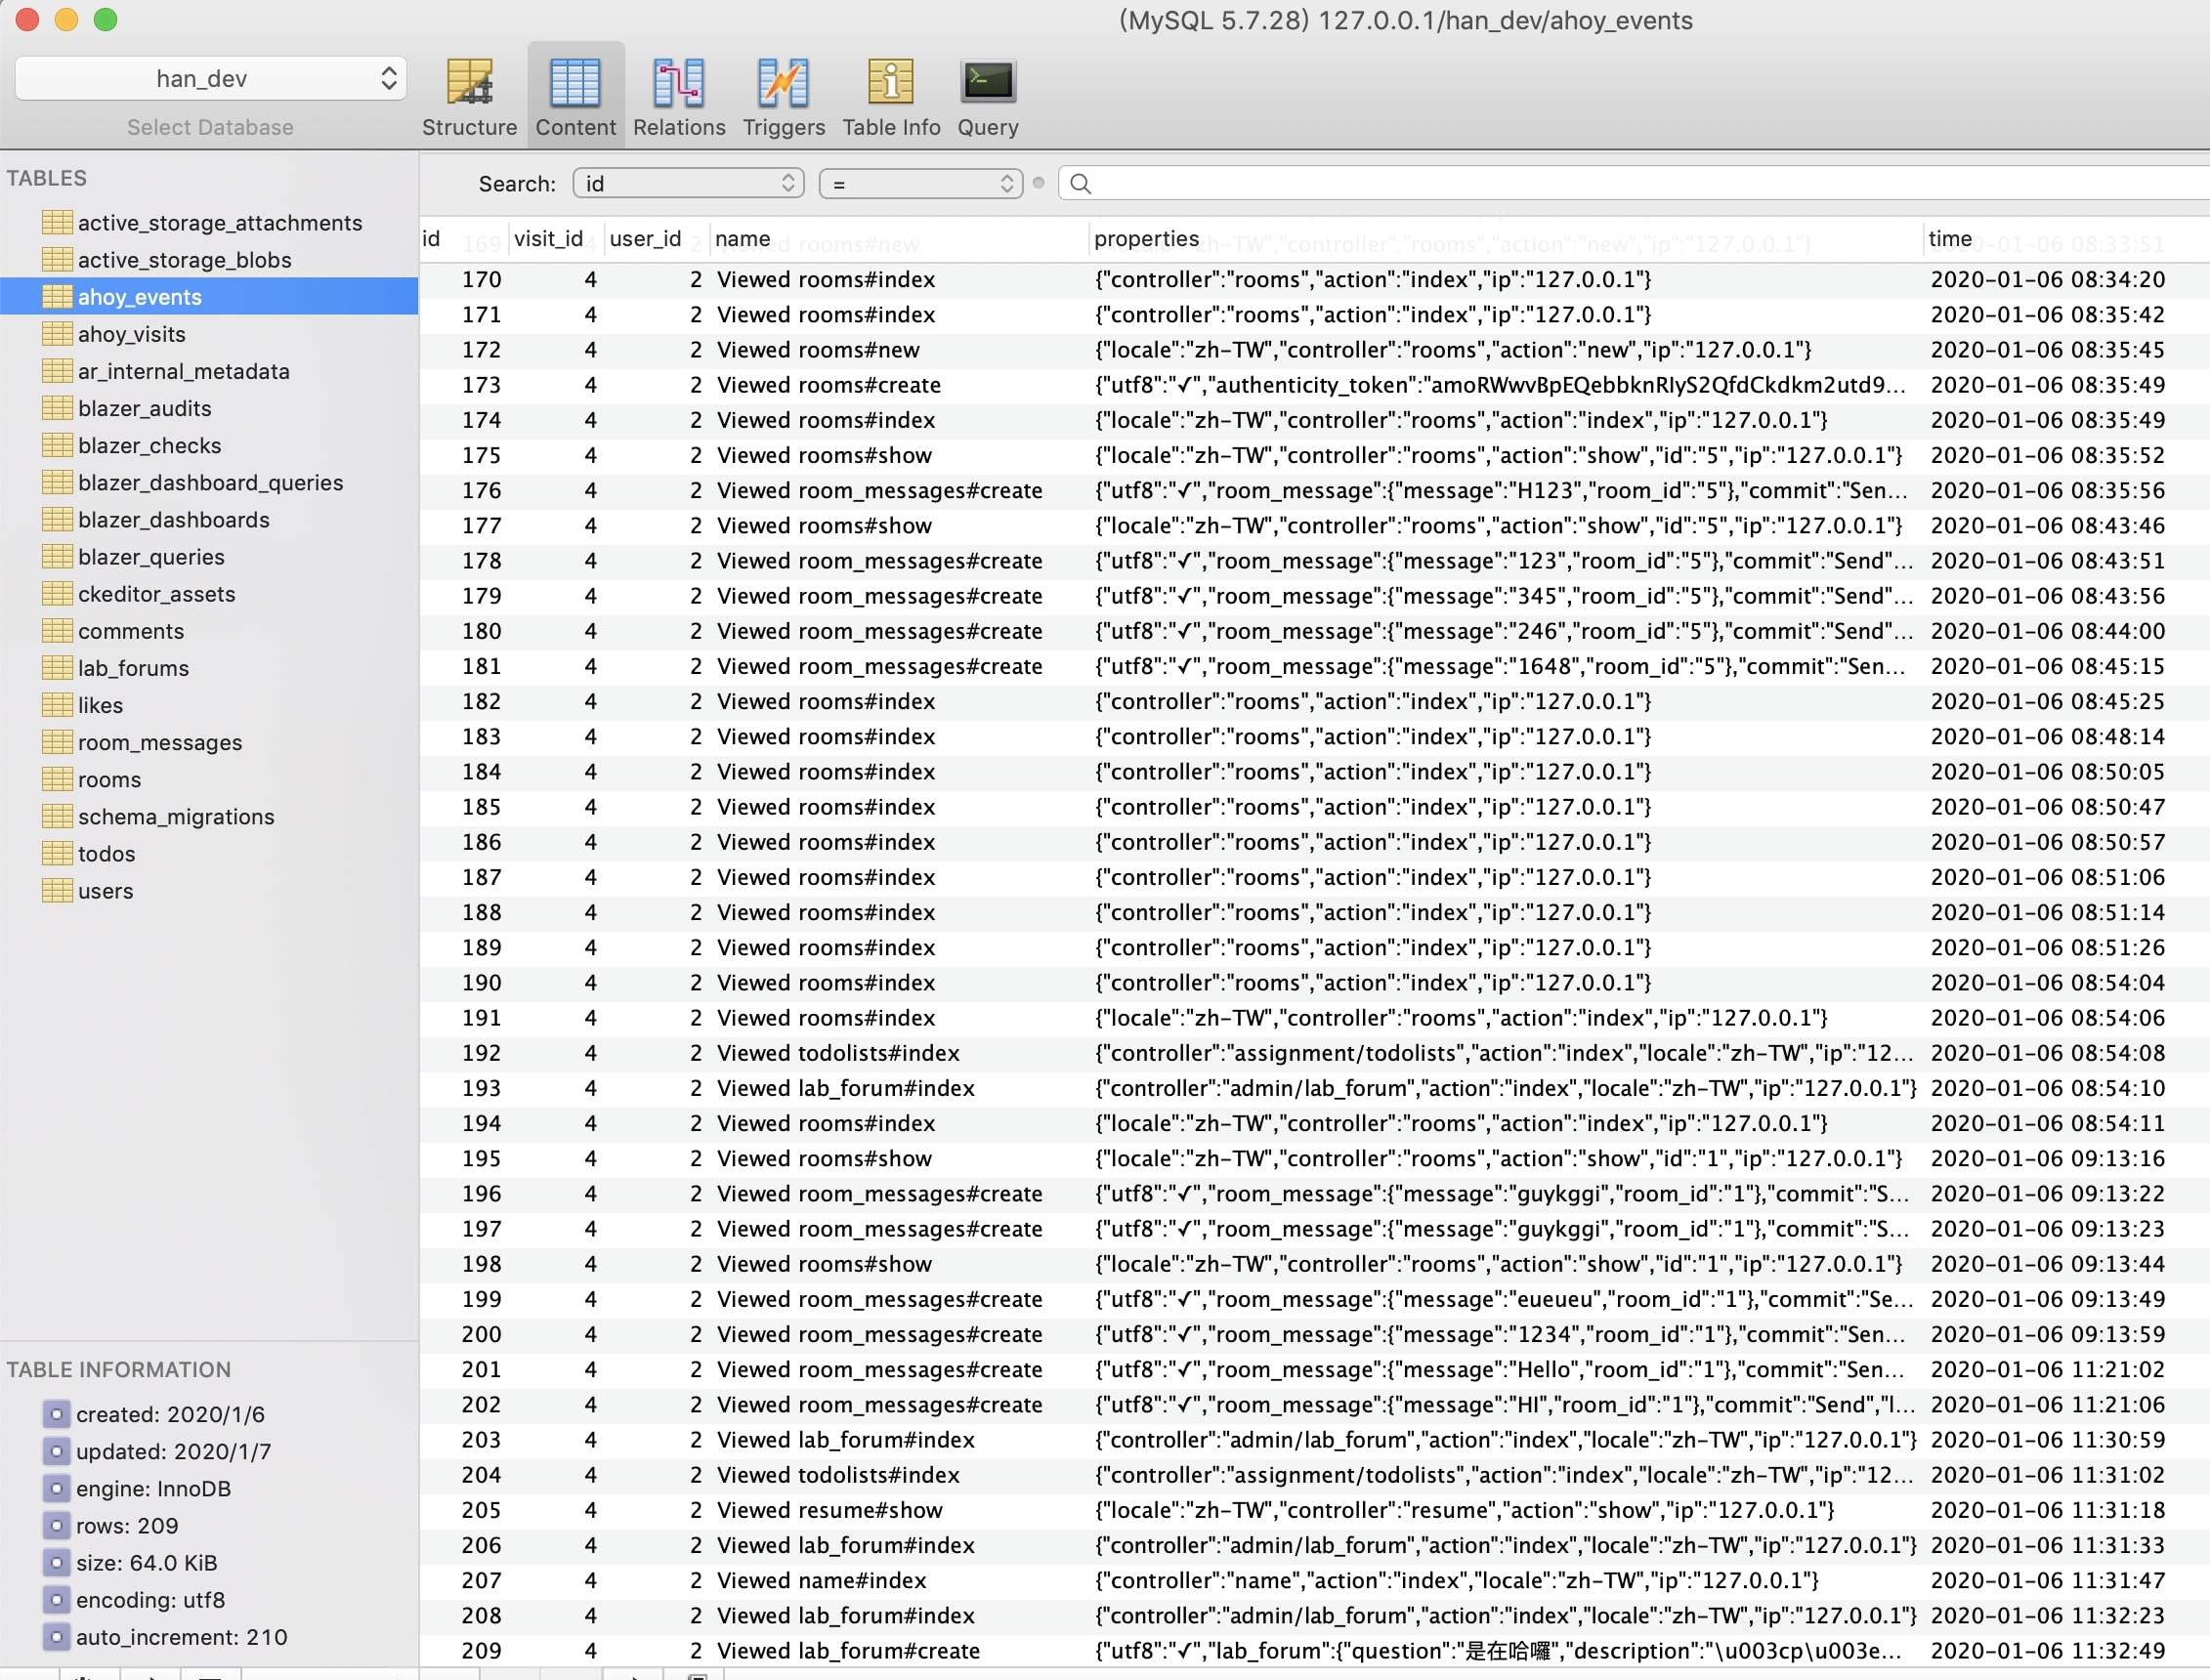 (MySQL 5.7.28) 127.0.0.1/han_dev/ahoy_events
han_dev
Select Database
Structure Content Relations Triggers Table Info Query
TABLES
active_storage_attachments
active_storage_blobs
ahoy_events
ahoy_visits
ar_internal_metadata
blazer_audits
blazer_checks
blazer_dashboard_queries
blazer_dashboards
blazer_queries
ckeditor_assets
comments
lab_forums
likes
room_messages
rooms
schema_migrations
todos
users
TABLE INFORMATION
created: 2020/1/6
updated: 2020/1/7
engine: InnoDB
rows: 209
size: 64.0 KiB
encoding: utf8
auto_increment: 210
Search: id =
id visit_id user_id name properties time
170 4 2 Viewed rooms#index {"controller":"rooms","action":"index","ip":"127.0.0.1"} 2020-01-06 08:34:20
171 4 2 Viewed rooms#index {"controller":"rooms","action":"index","ip":"127.0.0.1"} 2020-01-06 08:35:42
172 4 2 Viewed rooms#new {"locale":"zh-TW","controller":"rooms","action":"new","ip":"127.0.0.1"} 2020-01-06 08:35:45
173 4 2 Viewed rooms#create {"utf8":"✓","authenticity_token":"amoRWwvBpEQebbknRIyS2QfdCkdkm2utd9... 2020-01-06 08:35:49
174 4 2 Viewed rooms#index {"locale":"zh-TW","controller":"rooms","action":"index","ip":"127.0.0.1"} 2020-01-06 08:35:49
175 4 2 Viewed rooms#show {"locale":"zh-TW","controller":"rooms","action":"show","id":"5","ip":"127.0.0.1"} 2020-01-06 08:35:52
176 4 2 Viewed room_messages#create {"utf8":"✓","room_message":{"message":"H123","room_id":"5"},"commit":"Sen... 2020-01-06 08:35:56
177 4 2 Viewed rooms#show {"locale":"zh-TW","controller":"rooms","action":"show","id":"5","ip":"127.0.0.1"} 2020-01-06 08:43:46
178 4 2 Viewed room_messages#create {"utf8":"✓","room_message":{"message":"123","room_id":"5"},"commit":"Send"... 2020-01-06 08:43:51
179 4 2 Viewed room_messages#create {"utf8":"✓","room_message":{"message":"345","room_id":"5"},"commit":"Send"... 2020-01-06 08:43:56
180 4 2 Viewed room_messages#create {"utf8":"✓","room_message":{"message":"246","room_id":"5"},"commit":"Send"... 2020-01-06 08:44:00
181 4 2 Viewed room_messages#create {"utf8":"✓","room_message":{"message":"1648","room_id":"5"},"commit":"Sen... 2020-01-06 08:45:15
182 4 2 Viewed rooms#index {"controller":"rooms","action":"index","ip":"127.0.0.1"} 2020-01-06 08:45:25
183 4 2 Viewed rooms#index {"controller":"rooms","action":"index","ip":"127.0.0.1"} 2020-01-06 08:48:14
184 4 2 Viewed rooms#index {"controller":"rooms","action":"index","ip":"127.0.0.1"} 2020-01-06 08:50:05
185 4 2 Viewed rooms#index {"controller":"rooms","action":"index","ip":"127.0.0.1"} 2020-01-06 08:50:47
186 4 2 Viewed rooms#index {"controller":"rooms","action":"index","ip":"127.0.0.1"} 2020-01-06 08:50:57
187 4 2 Viewed rooms#index {"controller":"rooms","action":"index","ip":"127.0.0.1"} 2020-01-06 08:51:06
188 4 2 Viewed rooms#index {"controller":"rooms","action":"index","ip":"127.0.0.1"} 2020-01-06 08:51:14
189 4 2 Viewed rooms#index {"controller":"rooms","action":"index","ip":"127.0.0.1"} 2020-01-06 08:51:26
190 4 2 Viewed rooms#index {"controller":"rooms","action":"index","ip":"127.0.0.1"} 2020-01-06 08:54:04
191 4 2 Viewed rooms#index {"locale":"zh-TW","controller":"rooms","action":"index","ip":"127.0.0.1"} 2020-01-06 08:54:06
192 4 2 Viewed todolists#index {"controller":"assignment/todolists","action":"index","locale":"zh-TW","ip":"12... 2020-01-06 08:54:08
193 4 2 Viewed lab_forum#index {"controller":"admin/lab_forum","action":"index","locale":"zh-TW","ip":"127.0.0.1"} 2020-01-06 08:54:10
194 4 2 Viewed rooms#index {"locale":"zh-TW","controller":"rooms","action":"index","ip":"127.0.0.1"} 2020-01-06 08:54:11
195 4 2 Viewed rooms#show {"locale":"zh-TW","controller":"rooms","action":"show","id":"1","ip":"127.0.0.1"} 2020-01-06 09:13:16
196 4 2 Viewed room_messages#create {"utf8":"✓","room_message":{"message":"guykggi","room_id":"1"},"commit":"S... 2020-01-06 09:13:22
197 4 2 Viewed room_messages#create {"utf8":"✓","room_message":{"message":"guykggi","room_id":"1"},"commit":"S... 2020-01-06 09:13:23
198 4 2 Viewed rooms#show {"locale":"zh-TW","controller":"rooms","action":"show","id":"1","ip":"127.0.0.1"} 2020-01-06 09:13:44
199 4 2 Viewed room_messages#create {"utf8":"✓","room_message":{"message":"eueueu","room_id":"1"},"commit":"Se... 2020-01-06 09:13:49
200 4 2 Viewed room_messages#create {"utf8":"✓","room_message":{"message":"1234","room_id":"1"},"commit":"Sen... 2020-01-06 09:13:59
201 4 2 Viewed room_messages#create {"utf8":"✓","room_message":{"message":"Hello","room_id":"1"},"commit":"Sen... 2020-01-06 11:21:02
202 4 2 Viewed room_messages#create {"utf8":"✓","room_message":{"message":"HI","room_id":"1"},"commit":"Send","l... 2020-01-06 11:21:06
203 4 2 Viewed lab_forum#index {"controller":"admin/lab_forum","action":"index","locale":"zh-TW","ip":"127.0.0.1"} 2020-01-06 11:30:59
204 4 2 Viewed todolists#index {"controller":"assignment/todolists","action":"index","locale":"zh-TW","ip":"12... 2020-01-06 11:31:02
205 4 2 Viewed resume#show {"locale":"zh-TW","controller":"resume","action":"show","ip":"127.0.0.1"} 2020-01-06 11:31:18
206 4 2 Viewed lab_forum#index {"controller":"admin/lab_forum","action":"index","locale":"zh-TW","ip":"127.0.0.1"} 2020-01-06 11:31:33
207 4 2 Viewed name#index {"controller":"name","action":"index","locale":"zh-TW","ip":"127.0.0.1"} 2020-01-06 11:31:47
208 4 2 Viewed lab_forum#index {"controller":"admin/lab_forum","action":"index","locale":"zh-TW","ip":"127.0.0.1"} 2020-01-06 11:32:23
209 4 2 Viewed lab_forum#create {"utf8":"✓","lab_forum":{"question":"是在哈囉","description":"\u003cp\u003e... 2020-01-06 11:32:49